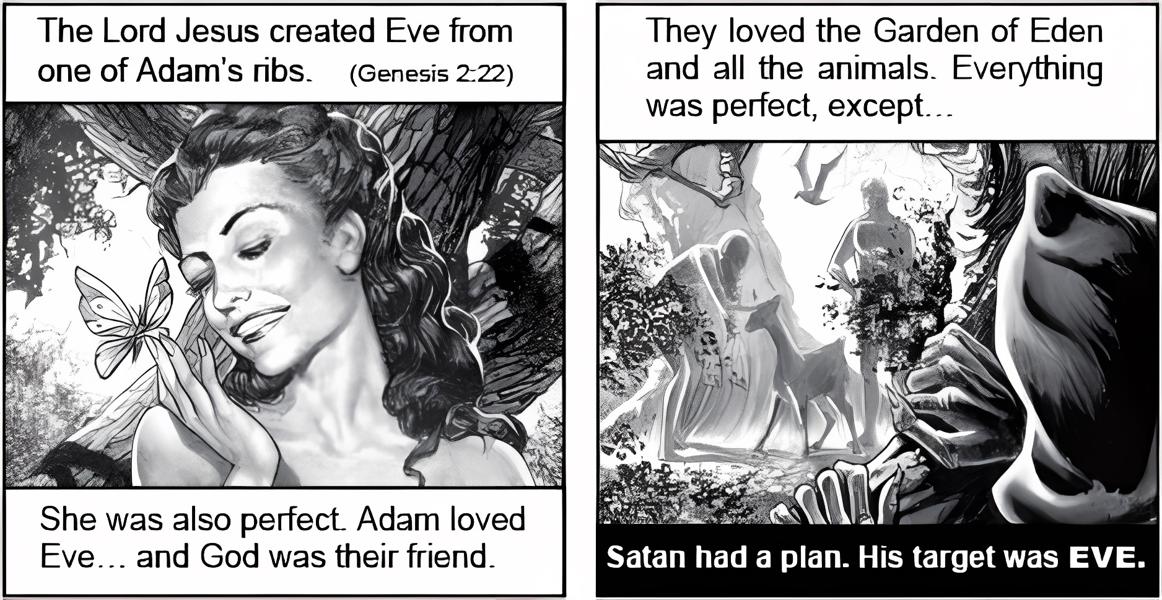 The Lord Jesus created Eve from
one of Adam's ribs. (Genesis 2:22)
She was also perfect. Adam loved
Eve... and God was their friend.
They loved the Garden of Eden
and all the animals. Everything
was perfect, except...
Satan had a plan. His target was EVE.